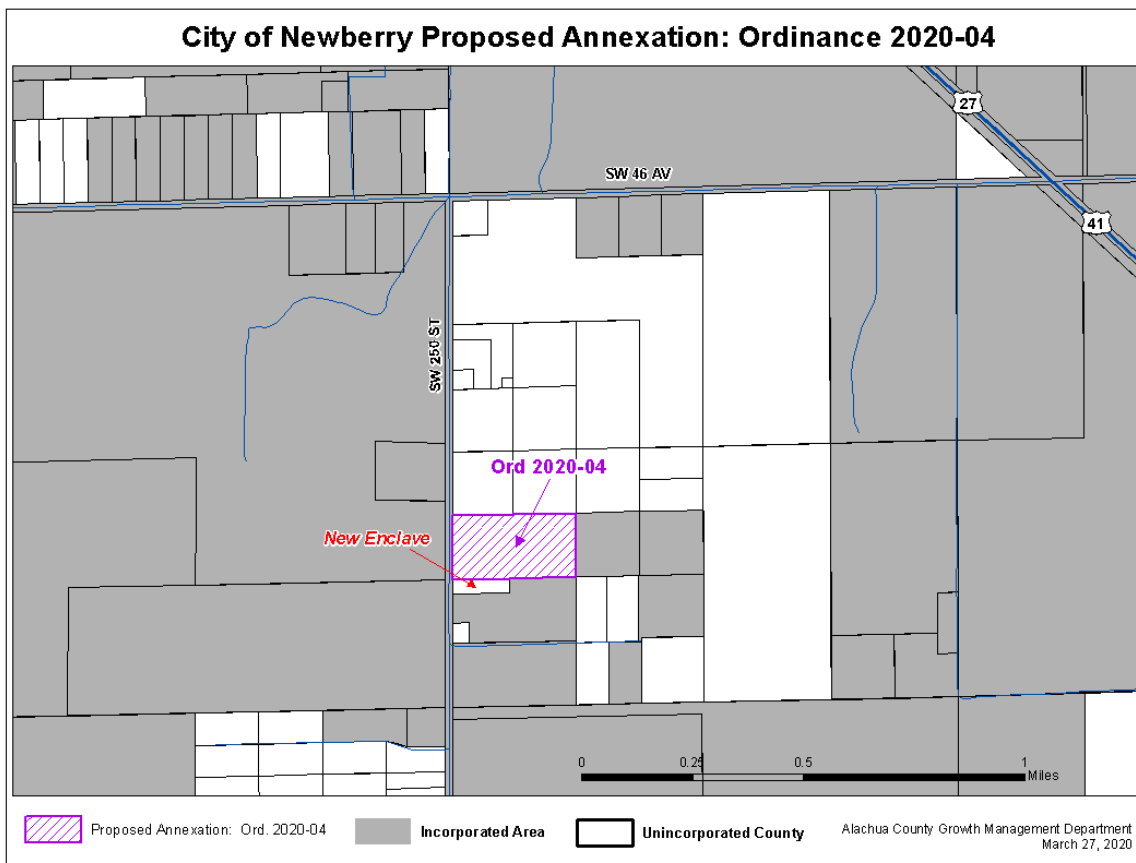 City of Newberry Proposed Annexation: Ordinance 2020-04
27
SW 46 AV
41
SW 250 ST
Ord 2020-04
New Enclave
0 0.25 0.5 1
Miles
Proposed Annexation: Ord. 2020-04
Incorporated Area
Unincorporated County
Alachua County Growth Management Department
March 27, 2020